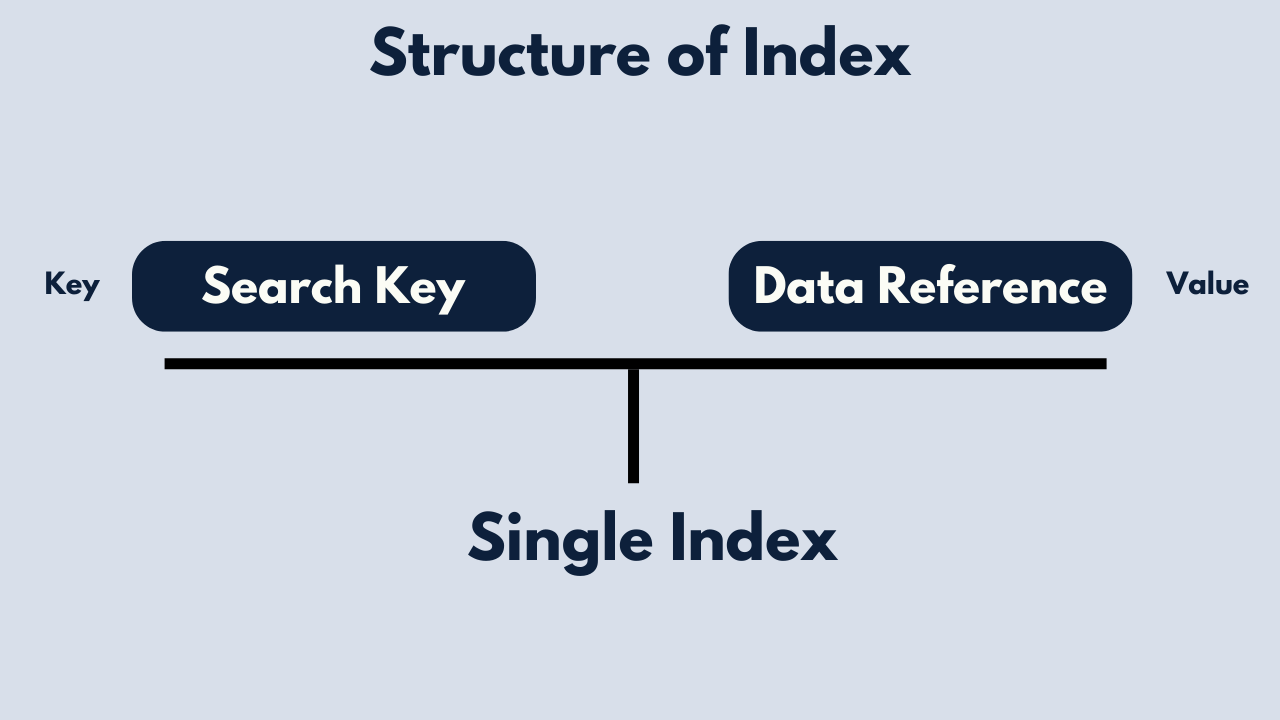 Structure of Index
Key
Search Key
Data Reference
Value
Single Index